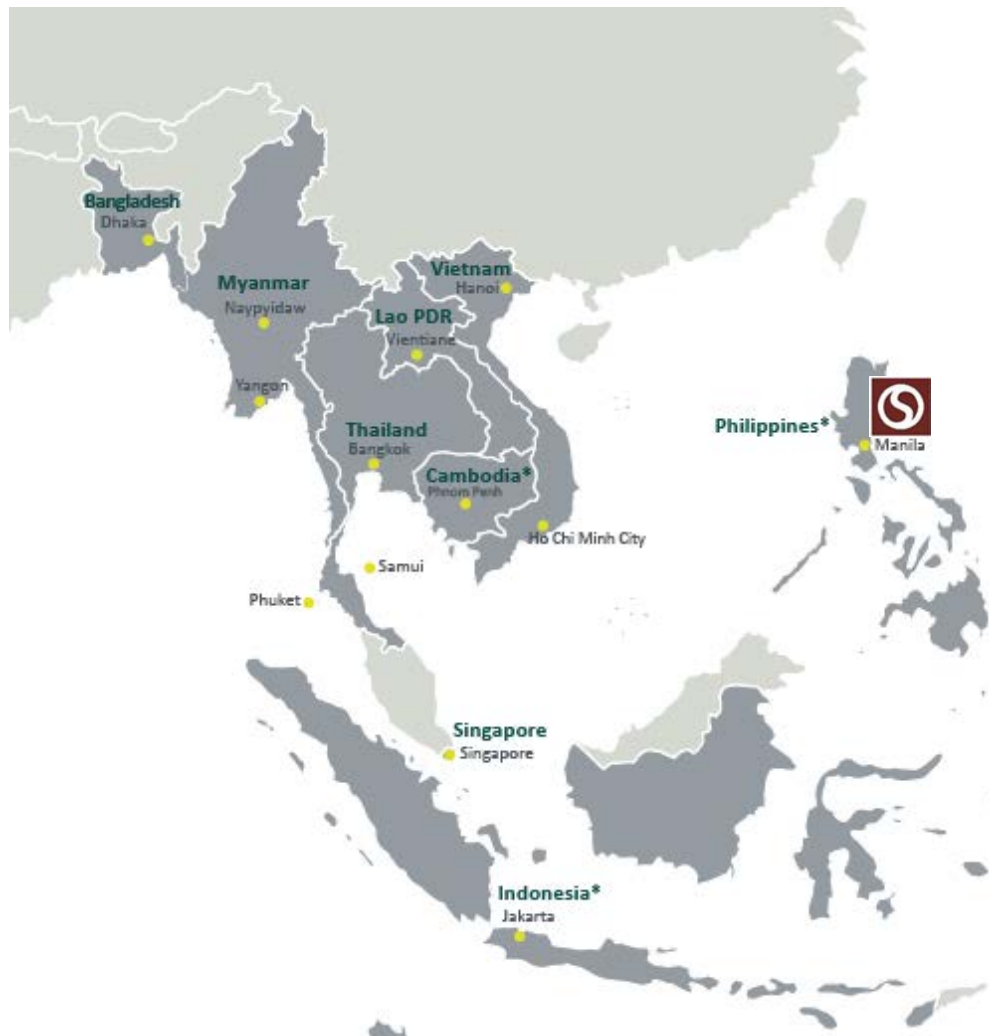 Bangladesh
Dhaka
Myanmar
Naypyidaw
Yangon
Vietnam
Hanoi
Lao PDR
Vientiane
Thailand
Bangkok
Cambodia*
Phnom Penh
Ho Chi Minh City
Samui
Phuket
Philippines*
Manila
Singapore
Singapore
Indonesia*
Jakarta